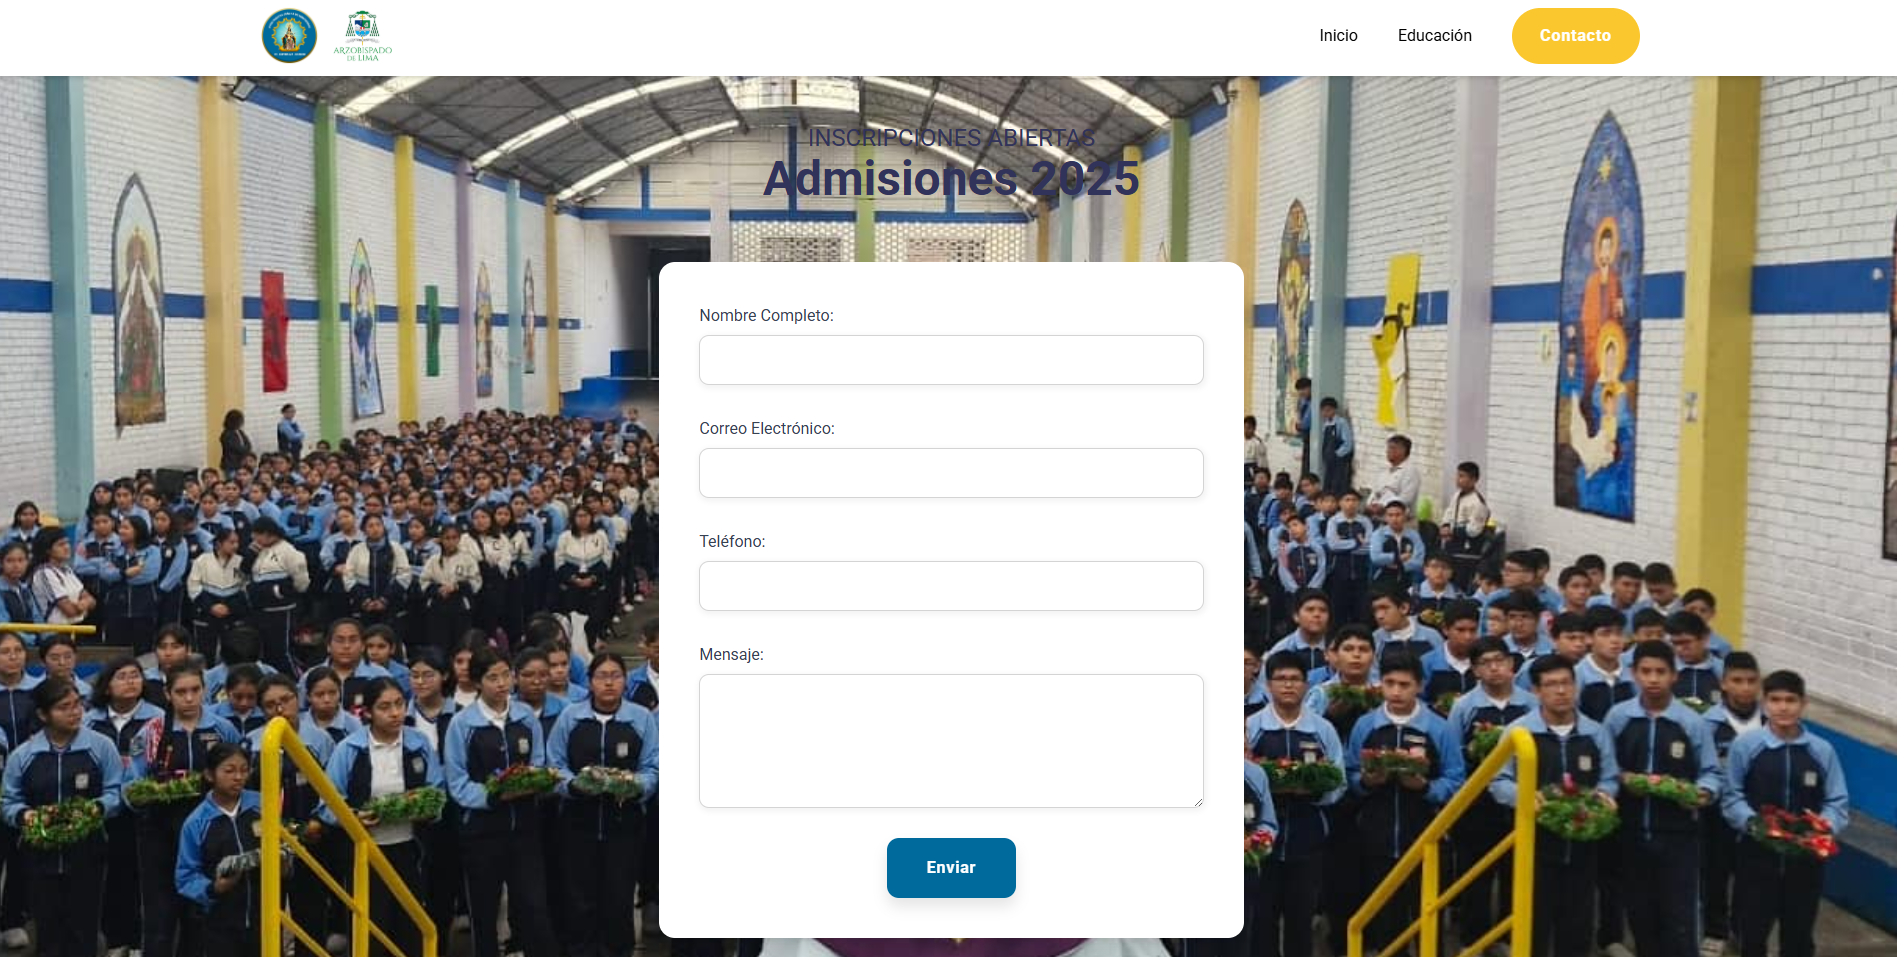 ARZOBISPADO
DE LIMA
Inicio
Educación
Contacto
INSCRIPCIONES ABIERTAS
Admisiones 2025
Nombre Completo:
Correo Electrónico:
Teléfono:
Mensaje:
Enviar